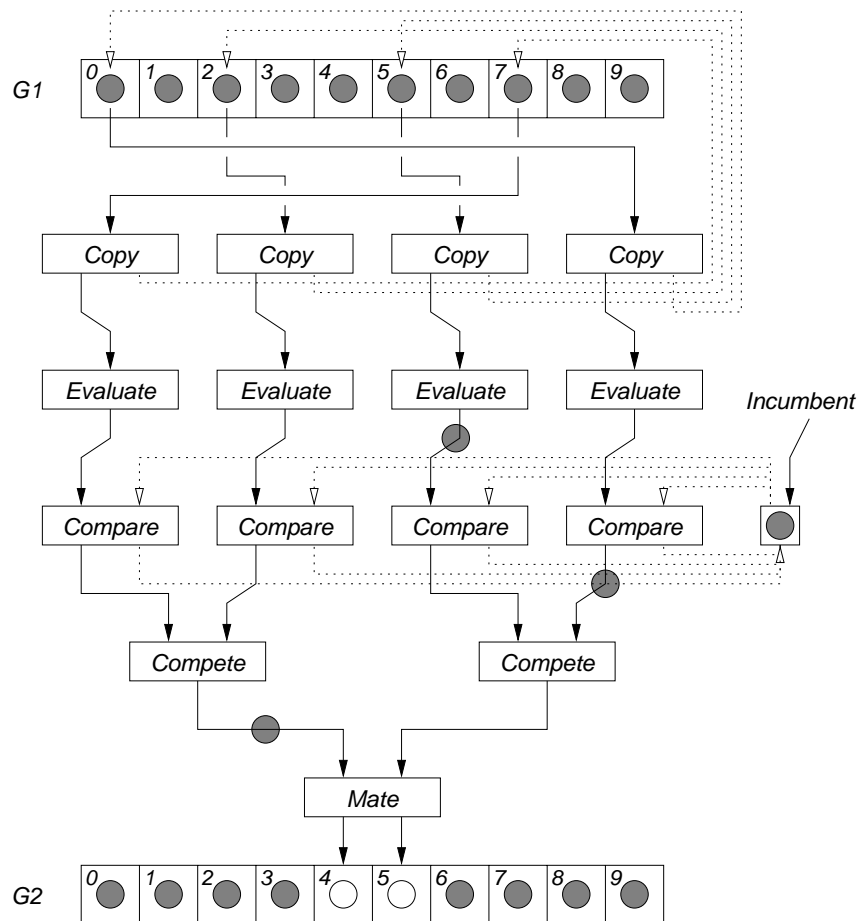 0 1 2 3 4 5 6 7 8 9
G1
Copy Copy Copy Copy
Evaluate Evaluate Evaluate Evaluate
Incumbent
Compare Compare Compare Compare
Compete Compete
Mate
0 1 2 3 4 5 6 7 8 9
G2